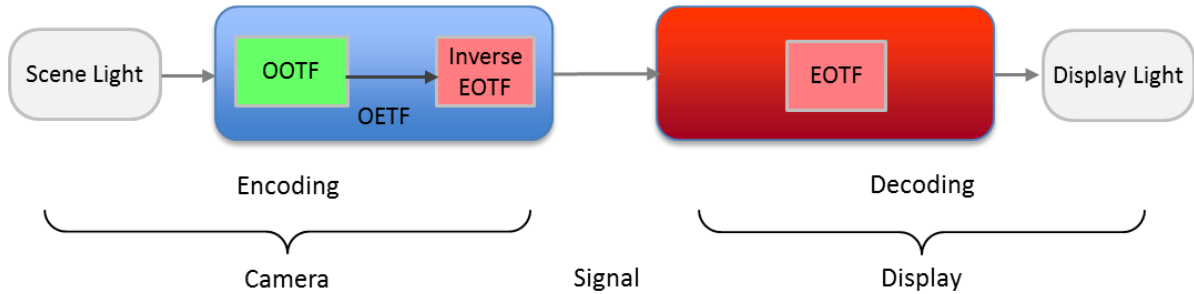 Scene Light
OOTF
Inverse
EOTF
OETF
EOTF
Display Light
Encoding
Decoding
Camera
Signal
Display